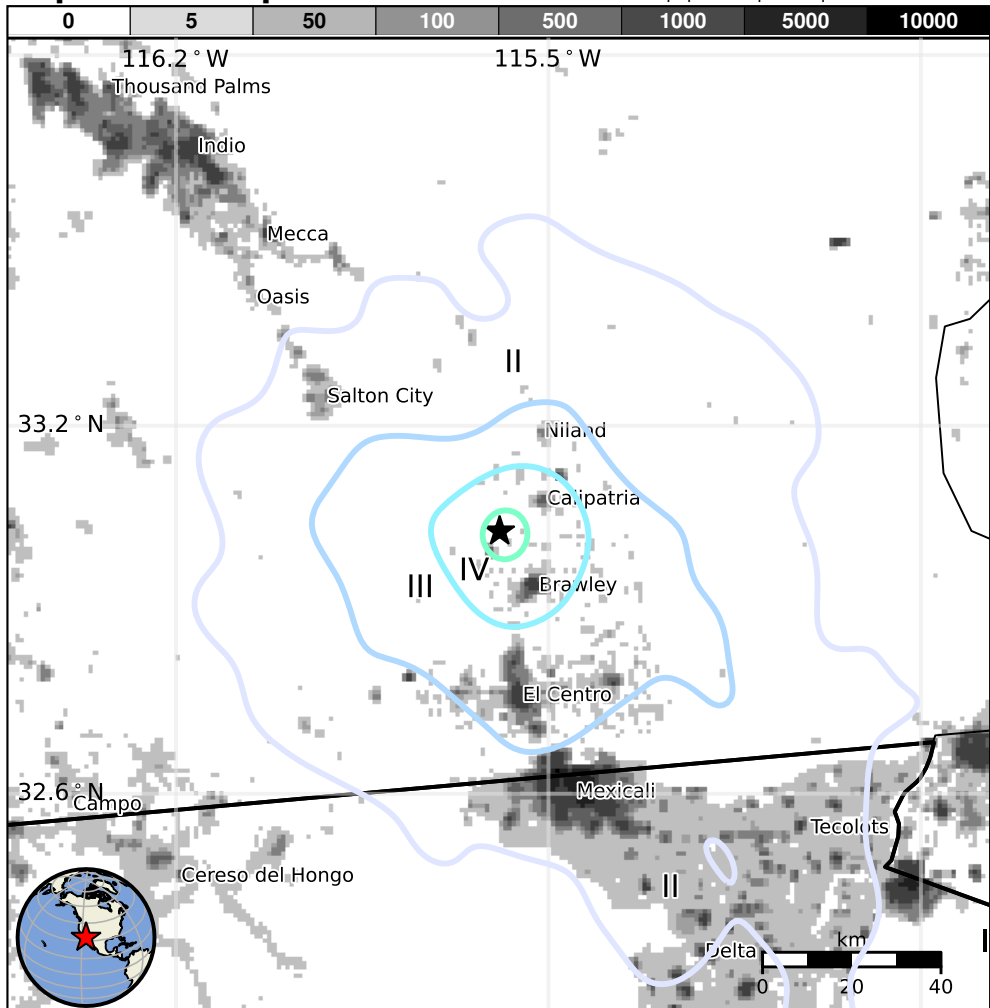 0 5 50 100 500 1000 5000 10000
116.2°W 115.5°W
Thousand Palms
Indio
Mecca
Oasis
II
Salton City
33.2°N
Niland
Calipatria
IV
III
Brawley
El Centro
32.6°N
Mexicali
Campo
Tecolots
Cereso del Hongo
II
Delta
km
0 20 40